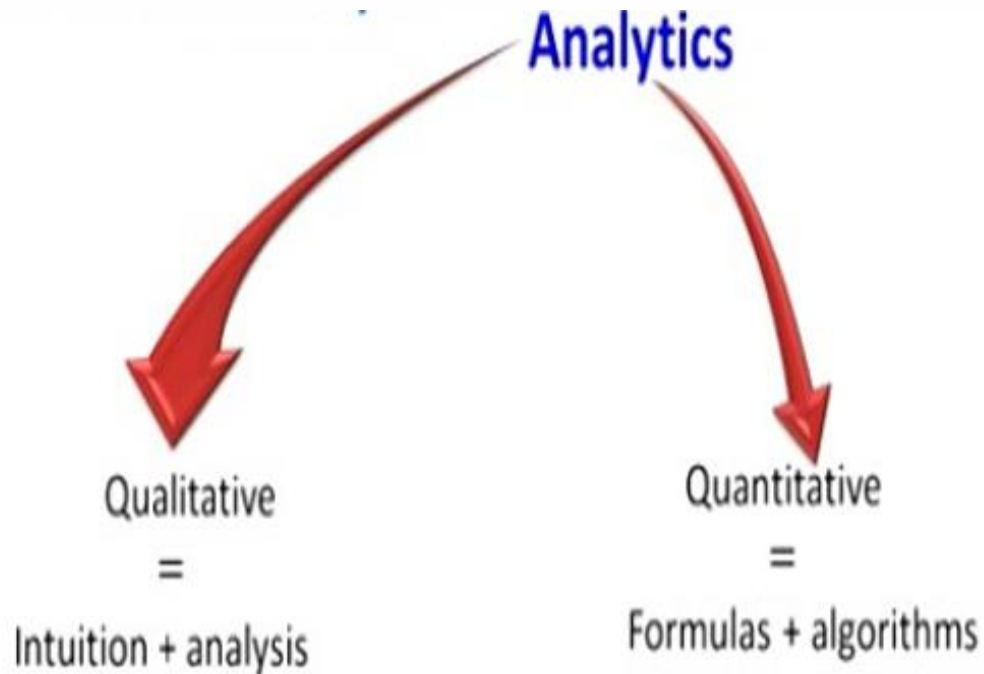 Analytics
Qualitative
=
Intuition + analysis
Quantitative
=
Formulas + algorithms